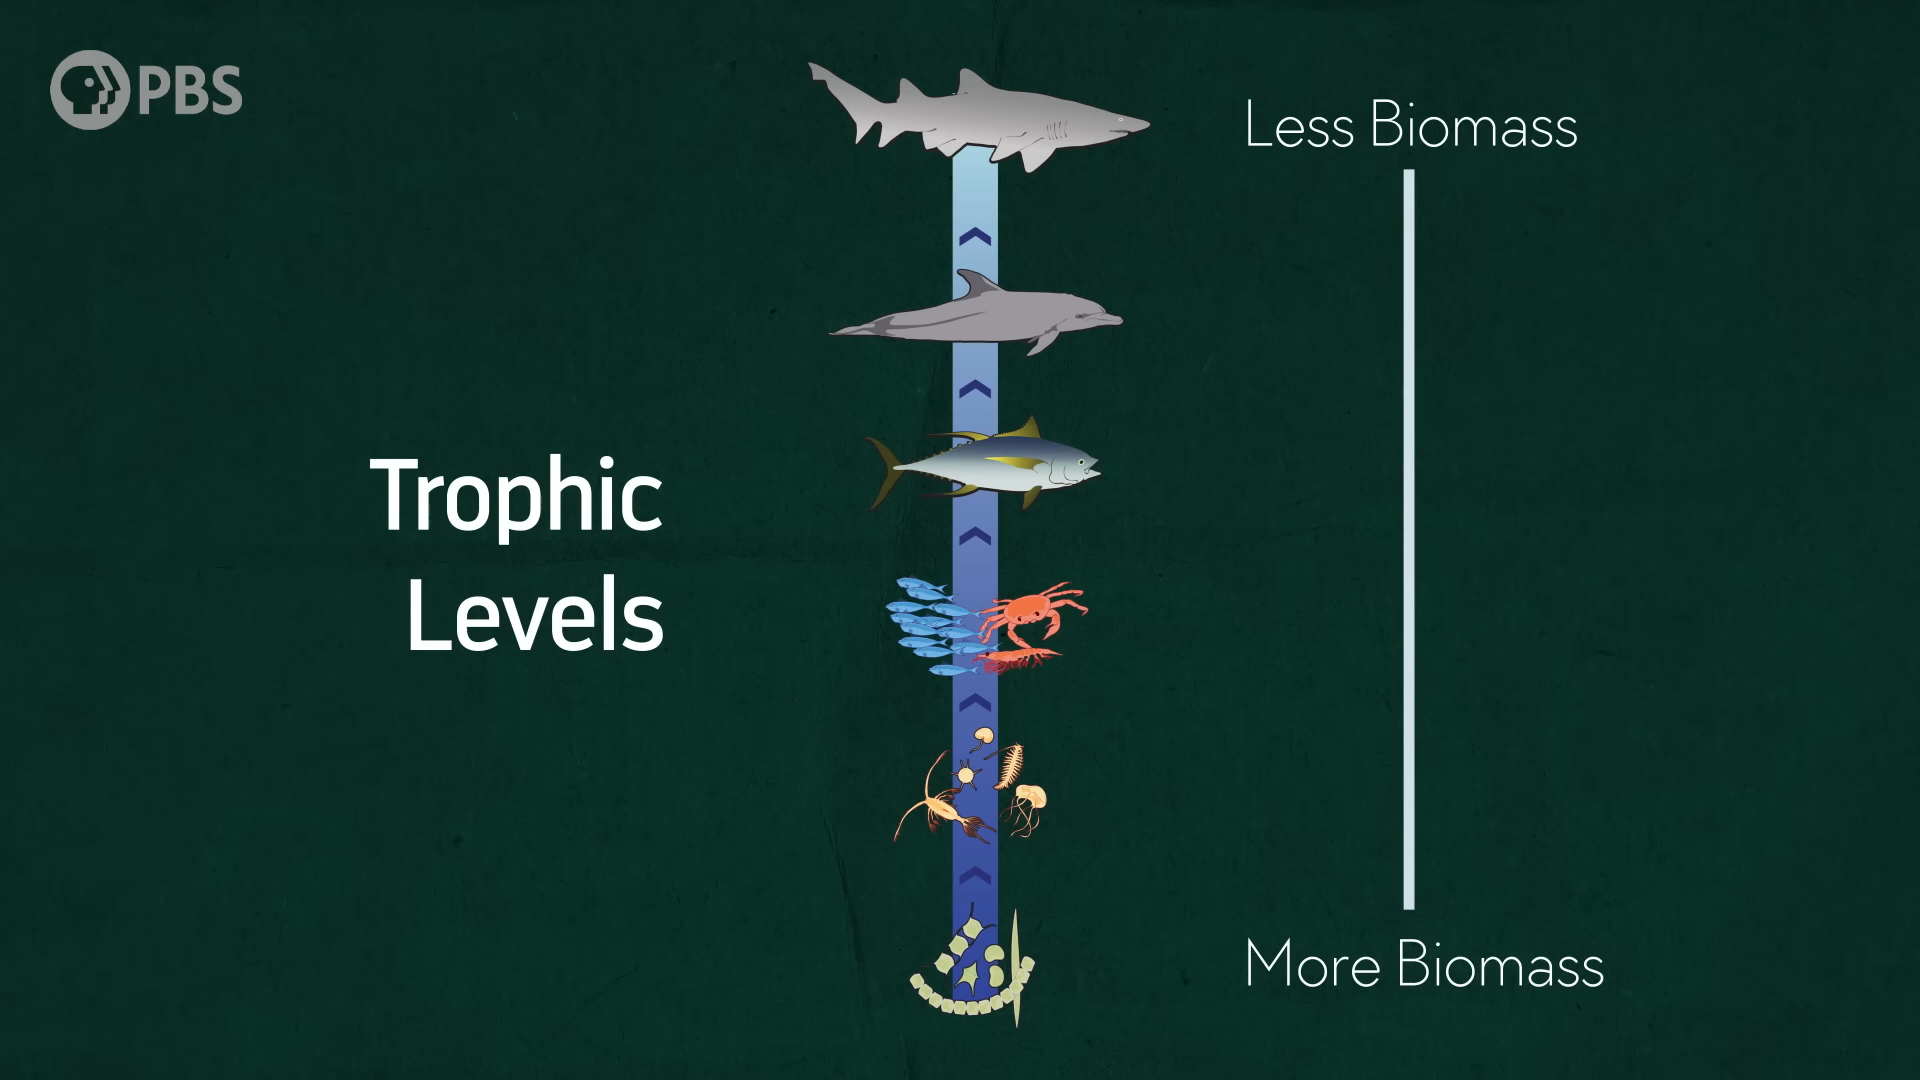 PBS
Less Biomass
Trophic
Levels
More Biomass